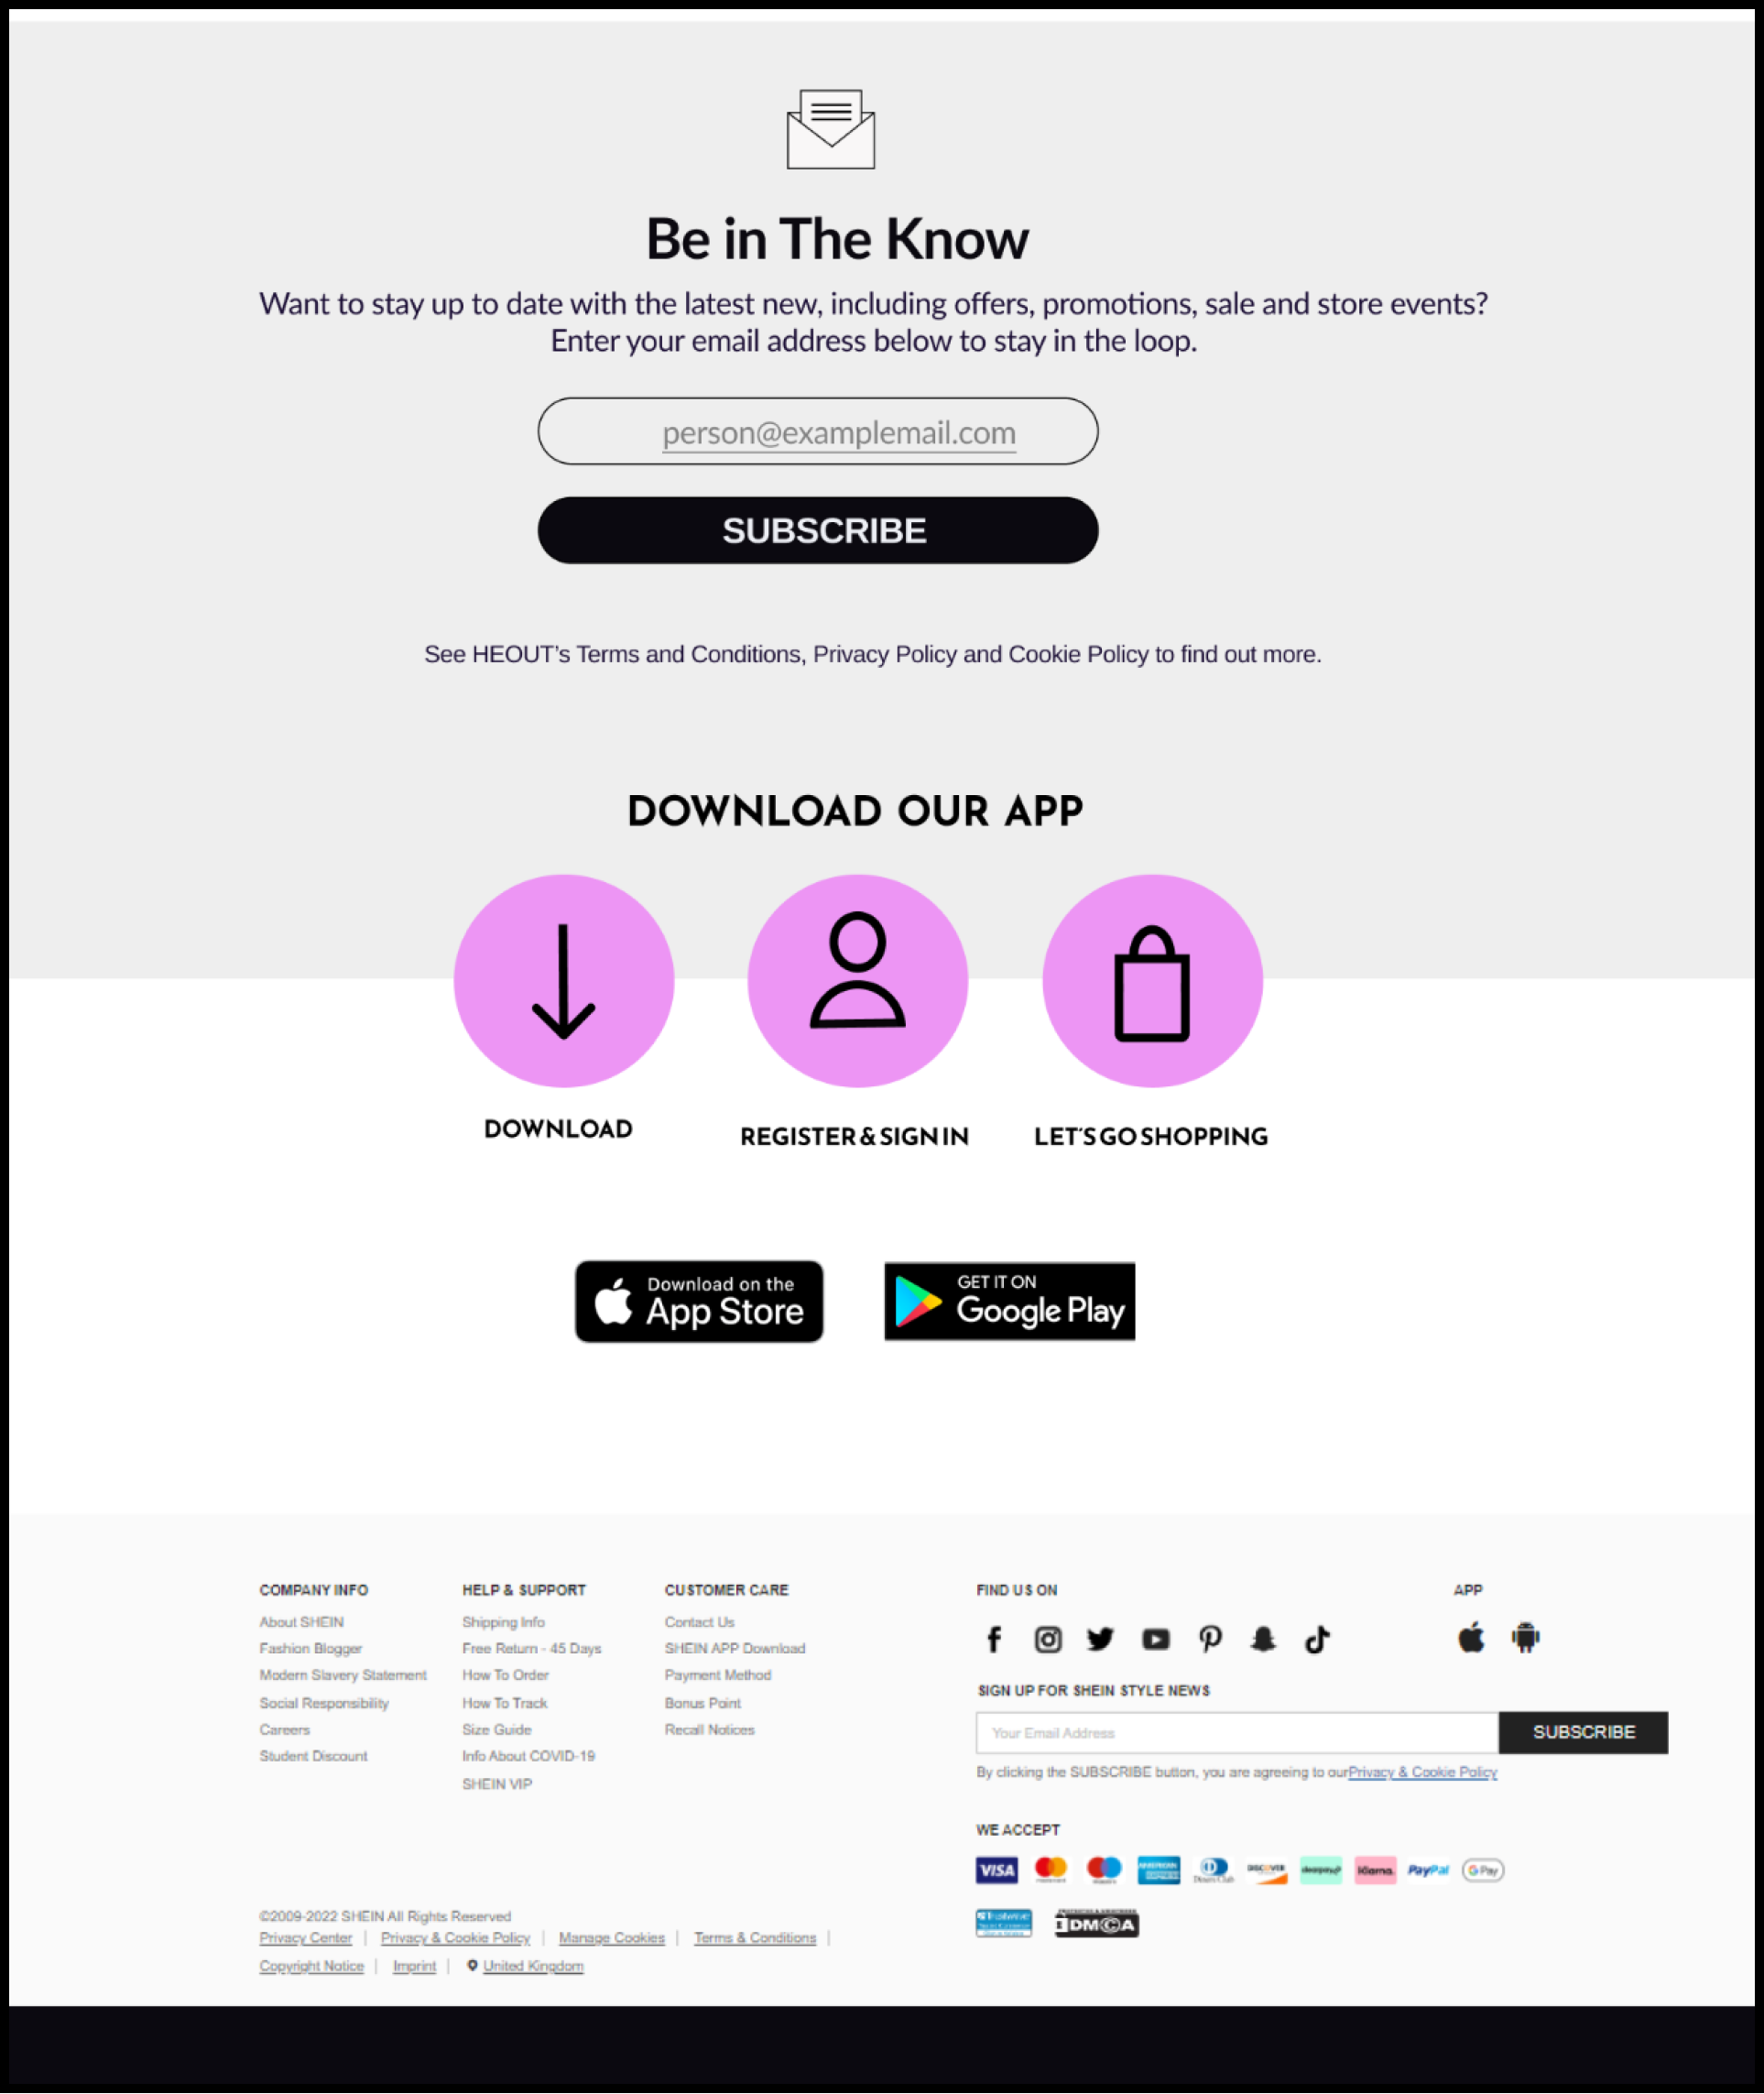 Be in The Know
Want to stay up to date with the latest new, including offers, promotions, sale and store events?
Enter your email address below to stay in the loop.
person@examplemail.com
SUBSCRIBE
See HEOUT’s Terms and Conditions, Privacy Policy and Cookie Policy to find out more.
DOWNLOAD OUR APP
DOWNLOAD
REGISTER & SIGN IN
LET'S GO SHOPPING
Download on the
App Store
GET IT ON
Google Play
COMPANY INFO
About SHEIN
Fashion Blogger
Modern Slavery Statement
Social Responsibility
Careers
Student Discount
HELP & SUPPORT
Shipping Info
Free Return - 45 Days
How To Order
How To Track
Size Guide
Info About COVID-19
SHEIN VIP
CUSTOMER CARE
Contact Us
SHEIN APP Download
Payment Method
Bonus Point
Recall Notices
FIND US ON
APP
SIGN UP FOR SHEIN STYLE NEWS
Your Email Address
SUBSCRIBE
By clicking the SUBSCRIBE button, you are agreeing to our Privacy & Cookie Policy
WE ACCEPT
VISA
AMERICAN EXPRESS
Diners Club
DISCOVER
Klarna.
PayPal
G Pay
DMCA
©2009-2022 SHEIN All Rights Reserved
Privacy Center | Privacy & Cookie Policy | Manage Cookies | Terms & Conditions |
Copyright Notice | Imprint | United Kingdom